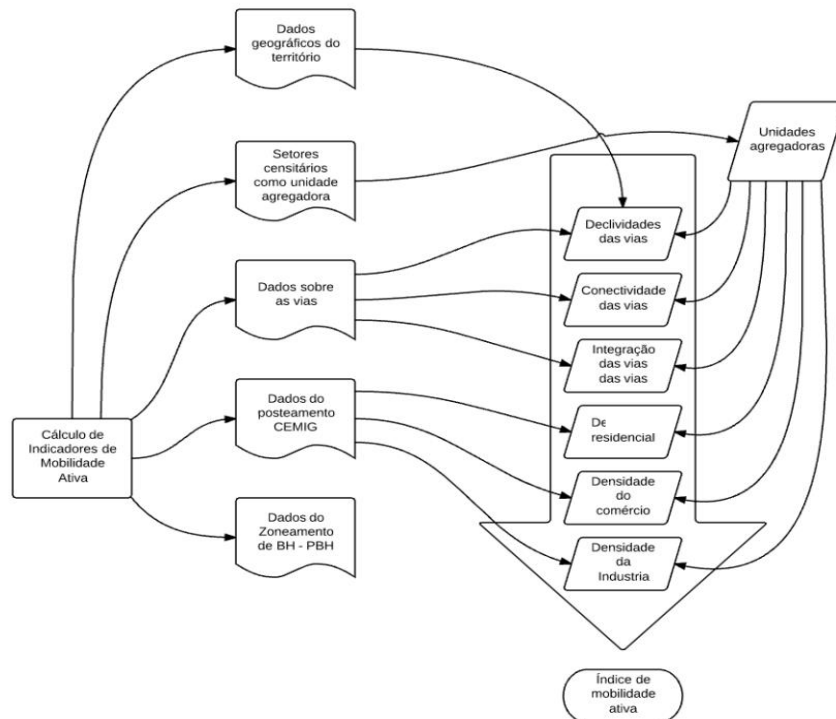 Dados
geográficos do
território
Setores
censitários
como unidade
agregadora
Dados sobre
as vias
Dados do
posteamento
CEMIG
Dados do
Zoneamento
de BH - PBH
Cálculo de
Indicadores de
Mobilidade
Ativa
Unidades
agregadoras
Declividades
das vias
Conectividade
das vias
Integração
das vias
das vias
residencial
Densidade
do
comércio
Densidade
da
Industria
Índice de
mobilidade
ativa